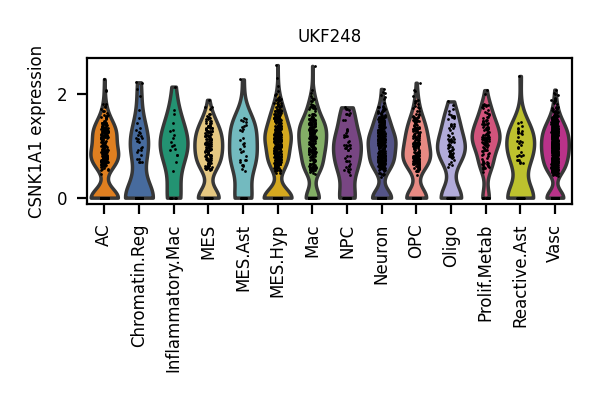 UKF248
CSNK1A1 expression
2
0
AC
Chromatin.Reg
Inflammatory.Mac
MES
MES.Ast
MES.Hyp
Mac
NPC
Neuron
OPC
Oligo
Prolif.Metab
Reactive.Ast
Vasc